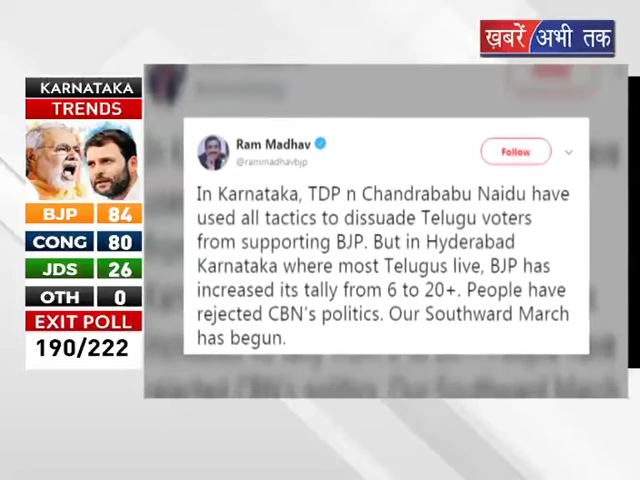 ख़बरें अभी तक
KARNATAKA
TRENDS
BJP 84
CONG 80
JDS 26
OTH 0
EXIT POLL
190/222
Ram Madhav
@rammadhavbjp
Follow
In Karnataka, TDP n Chandrababu Naidu have
used all tactics to dissuade Telugu voters
from supporting BJP. But in Hyderabad
Karnataka where most Telugus live, BJP has
increased its tally from 6 to 20+. People have
rejected CBN's politics. Our Southward March
has begun.